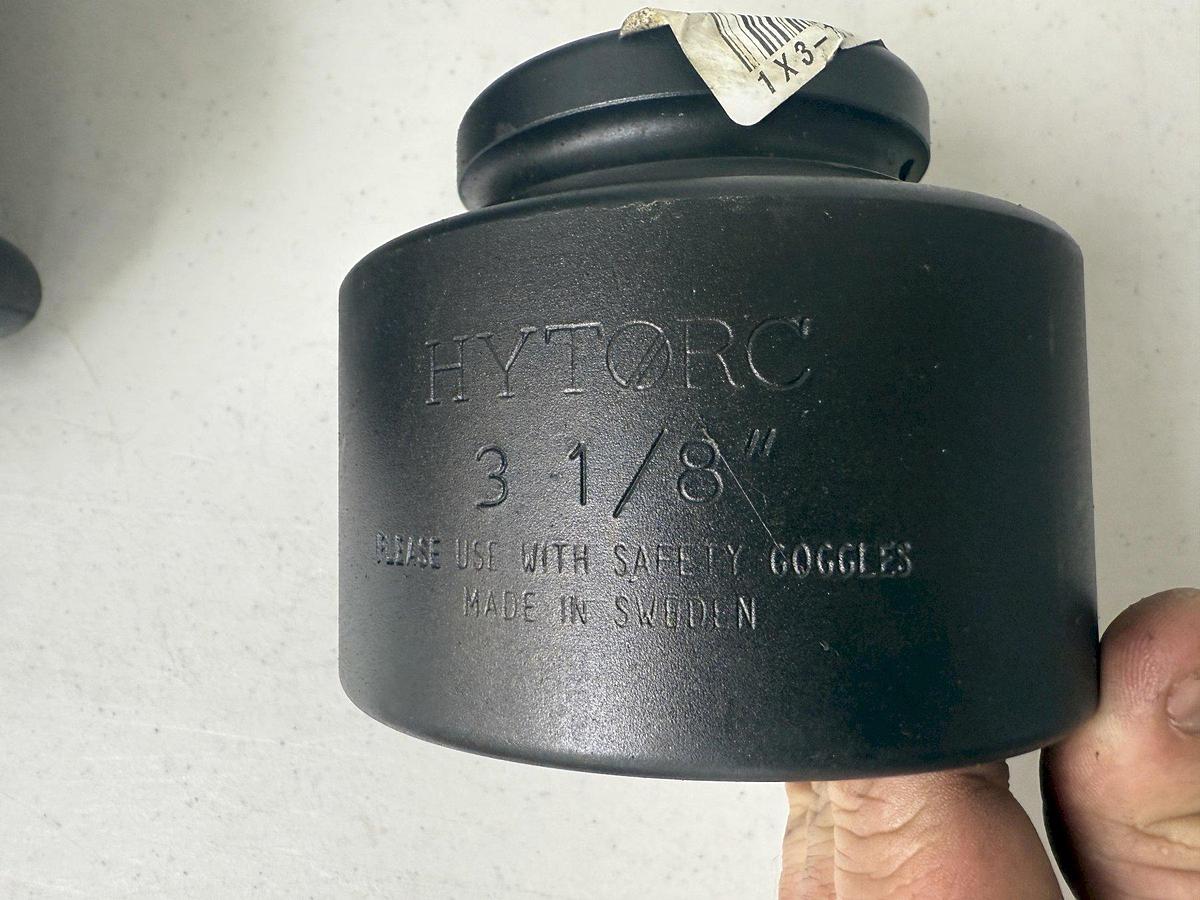 1 X 3-
HYTØRC
3 1/8"
PLEASE USE WITH SAFETY GOGGLES
MADE IN SWEDEN